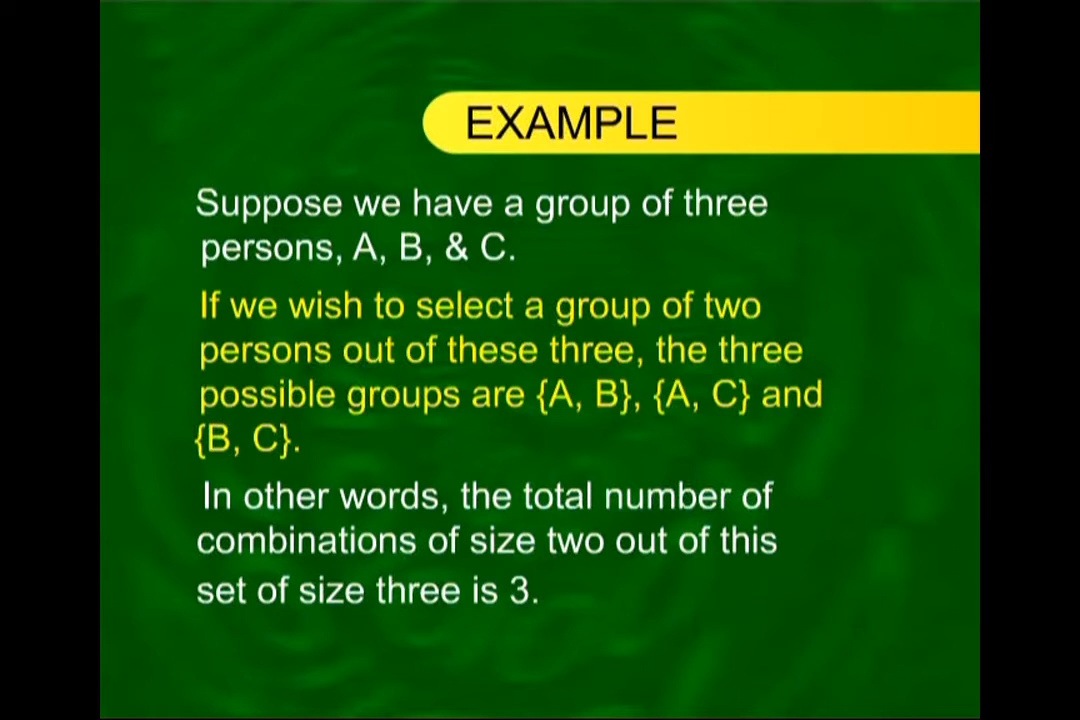 EXAMPLE
Suppose we have a group of three
persons, A, B, & C.
If we wish to select a group of two
persons out of these three, the three
possible groups are {A, B}, {A, C} and
{B, C}.
In other words, the total number of
combinations of size two out of this
set of size three is 3.